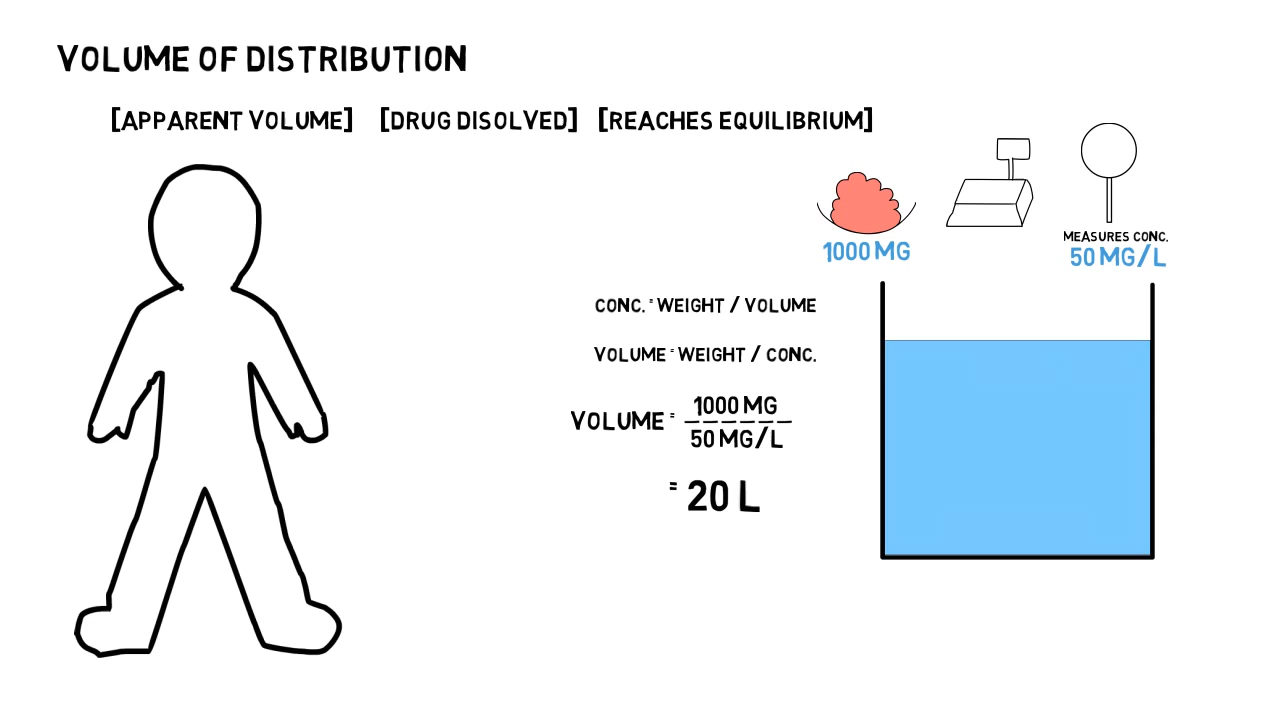 VOLUME OF DISTRIBUTION
[APPARENT VOLUME] [DRUG DISOLVED] [REACHES EQUILIBRIUM]
1000 MG
MEASURES CONC.
50 MG/L
CONC. = WEIGHT / VOLUME
VOLUME = WEIGHT / CONC.
VOLUME = 1000 MG
50 MG/L
= 20 L